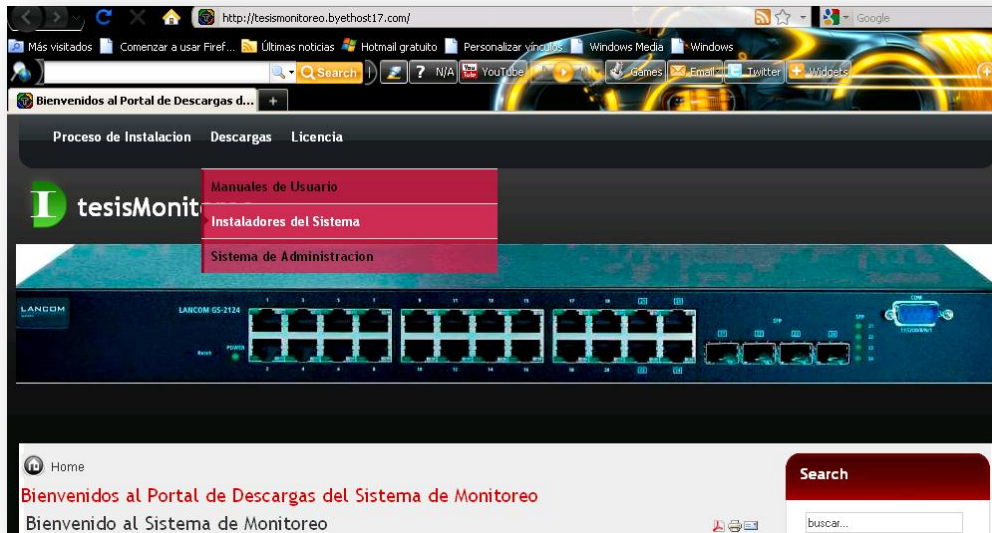 http://tesismonitoreo.byethost17.com/
Google
Más visitados Comenzar a usar Firef... Últimas noticias Hotmail gratuito Personalizar vínculos Windows Media Windows
Search N/A YouTube Games Email Twitter Widgets
Bienvenidos al Portal de Descargas d...
Proceso de Instalacion Descargas Licencia
Manuales de Usuario
tesisMonit
Instaladores del Sistema
Sistema de Administracion
LANCOM
LANCOM GS-2124
Reset POWER
Home
Search
Bienvenidos al Portal de Descargas del Sistema de Monitoreo
Bienvenido al Sistema de Monitoreo
buscar...